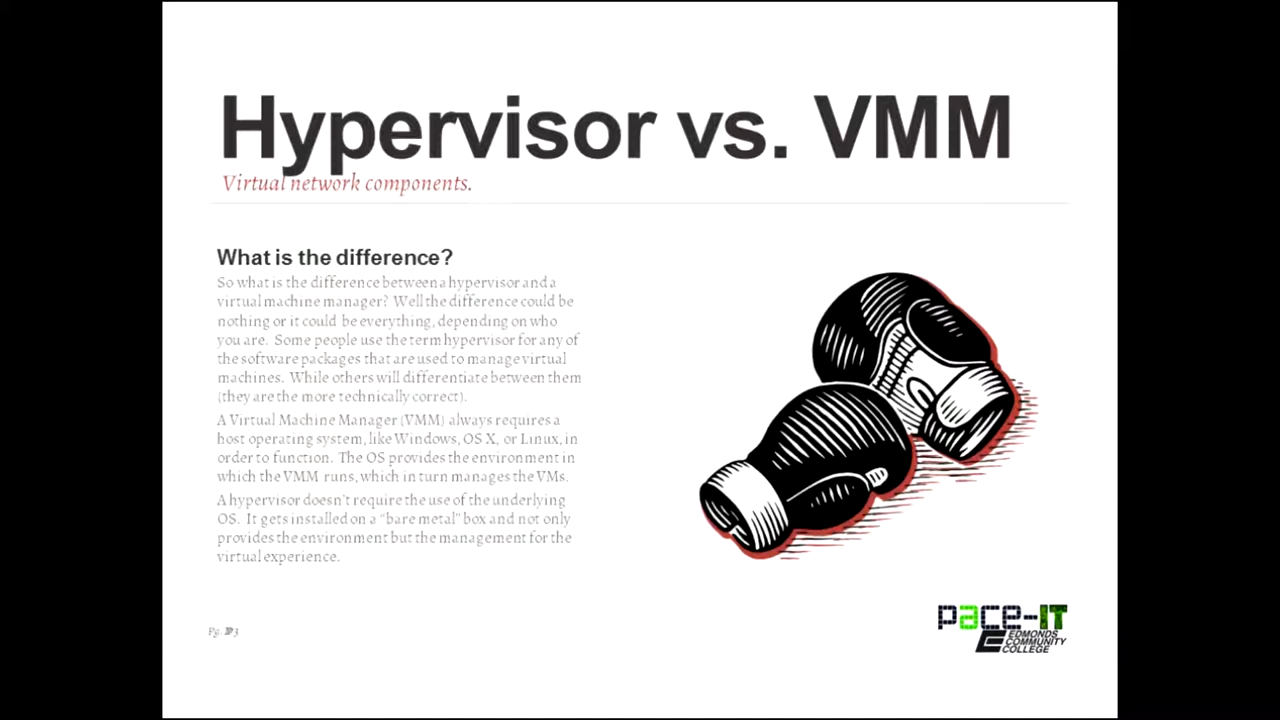 Hypervisor vs. VMM
Virtual network components.
What is the difference?
So what is the difference between a hypervisor and a
virtual machine manager? Well the difference could be
nothing or it could be everything, depending on who
you are. Some people use the term hypervisor for any of
the software packages that are used to manage virtual
machines. While others will differentiate between them
(they are the more technically correct).
A Virtual Machine Manager (VMM) always requires a
host operating system, like Windows, OS X, or Linux, in
order to function. The OS provides the environment in
which the VMM runs, which in turn manages the VMs.
A hypervisor doesn't require the use of the underlying
OS. It gets installed on a "bare metal" box and not only
provides the environment but the management for the
virtual experience.
Pg. 3
pace-IT
EDMONDS
COMMUNITY
COLLEGE